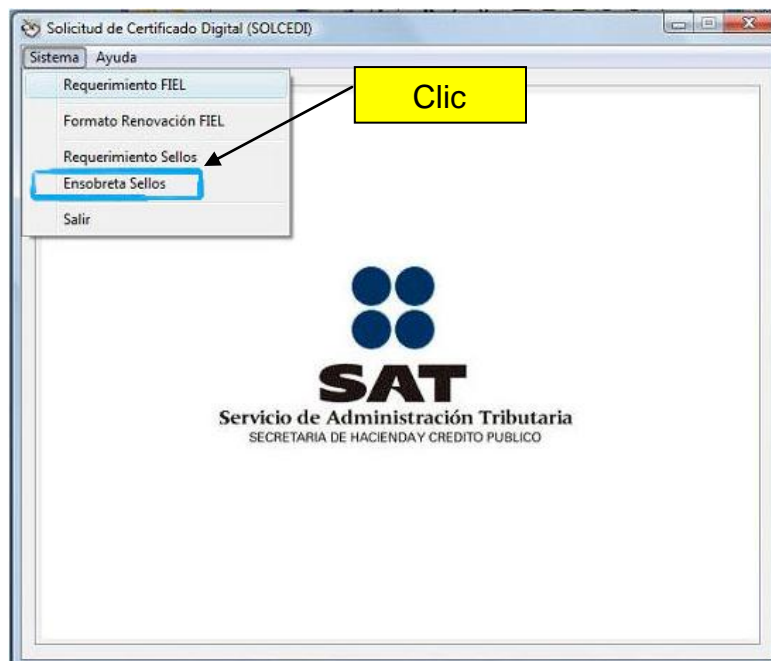 Solicitud de Certificado Digital (SOLCEDI)
Sistema Ayuda
Requerimiento FIEL
Clic
Formato Renovación FIEL
Requerimiento Sellos
Ensobreta Sellos
Salir
SAT
Servicio de Administración Tributaria
SECRETARIA DE HACIENDA Y CREDITO PUBLICO